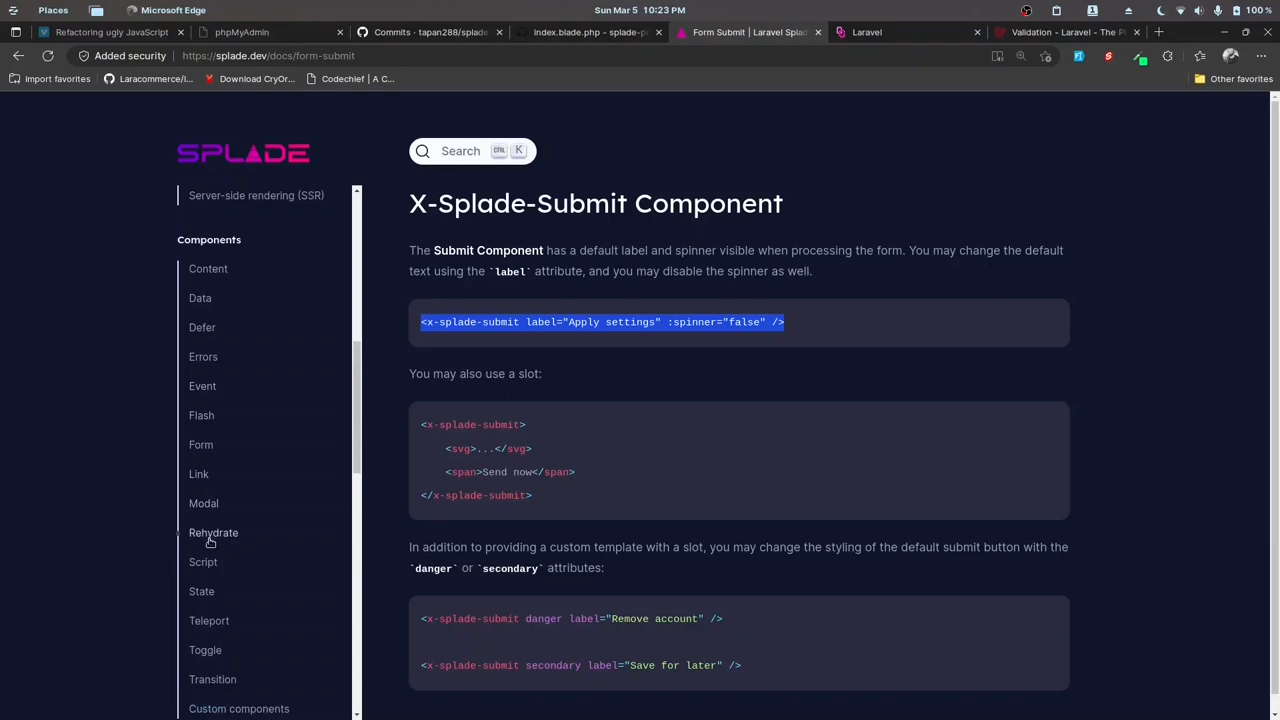 Places
Microsoft Edge
Sun Mar 5 10:23 PM
100 %
Refactoring ugly JavaScript
phpMyAdmin
Commits · tapan288/splade
index.blade.php - splade-p
Form Submit | Laravel Splad
Laravel
Validation - Laravel - The P
Added security
https://splade.dev/docs/form-submit
Import favorites
Laracommerce/l...
Download CryOr...
Codechief | A C...
Other favorites
SPLADE
Search CTRL K
Server-side rendering (SSR)
Components
Content
Data
Defer
Errors
Event
Flash
Form
Link
Modal
Rehydrate
Script
State
Teleport
Toggle
Transition
Custom components
X-Splade-Submit Component
The Submit Component has a default label and spinner visible when processing the form. You may change the default
text using the `label` attribute, and you may disable the spinner as well.
<x-splade-submit label="Apply settings" :spinner="false" />
You may also use a slot:
<x-splade-submit>
<svg>...</svg>
<span>Send now</span>
</x-splade-submit>
In addition to providing a custom template with a slot, you may change the styling of the default submit button with the
`danger` or `secondary` attributes:
<x-splade-submit danger label="Remove account" />
<x-splade-submit secondary label="Save for later" />